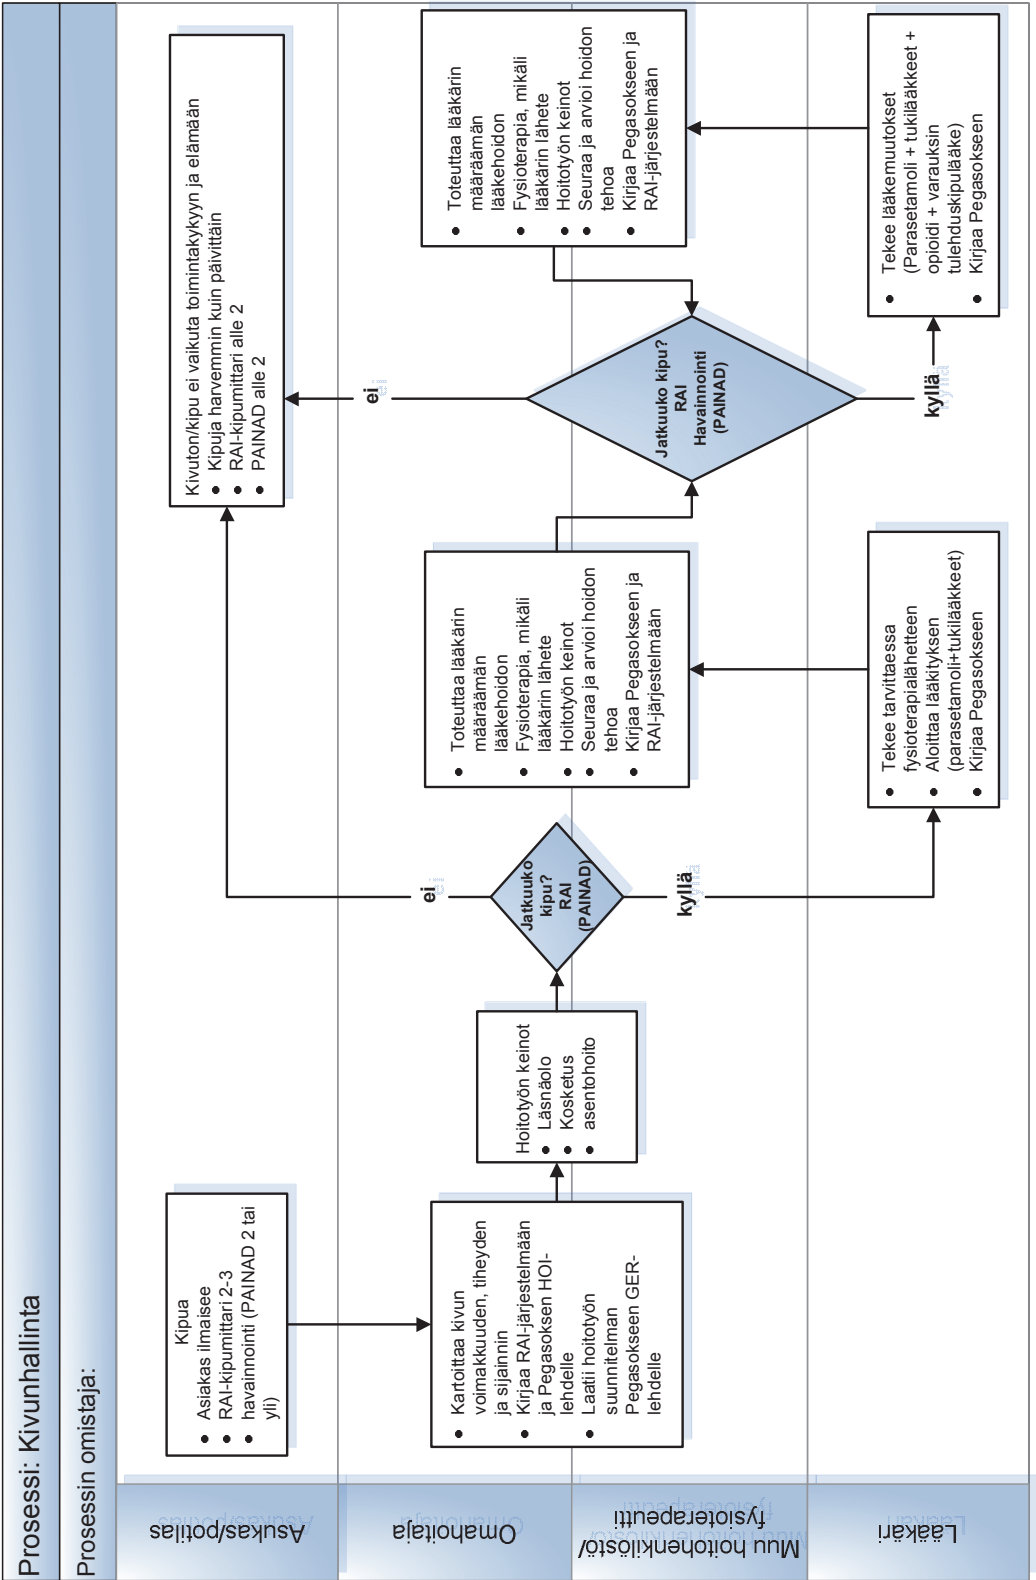 Prosessi: Kivunhallinta
Prosessin omistaja:
Asukas/potilas
Omahoitaja
Muu hoitohenkilöstö/
fysioterapeutti
Lääkäri
Kipua
• Asiakas ilmaisee
• RAI-kipumittari 2-3
• havainnointi (PAINAD 2 tai
yli)
• Kartoittaa kivun
voimakkuuden, tiheyden
ja sijainnin
• Kirjaa RAI-järjestelmään
ja Pegasoksen HOI-
lehdelle
• Laatii hoitotyön
suunnitelman
Pegasokseen GER-
lehdelle
Hoitotyön keinot
• Läsnäolo
• Kosketus
• asentohoito
Jatkuuko
kipu?
RAI
(PAINAD)
ei
kyllä
• Tekee tarvittaessa
fysioterapialähetteen
• Aloittaa lääkityksen
(parasetamoli+tukilääkkeet)
• Kirjaa Pegasokseen
• Toteuttaa lääkärin
määräämän
lääkehoidon
• Fysioterapia, mikäli
lääkärin lähete
• Hoitotyön keinot
• Seuraa ja arvioi hoidon
tehoa
• Kirjaa Pegasokseen ja
RAI-järjestelmään
Jatkuuko kipu?
RAI
Havainnointi
(PAINAD)
ei
kyllä
Kivuton/kipu ei vaikuta toimintakykyyn ja elämään
• Kipuja harvemmin kuin päivittäin
• RAI-kipumittari alle 2
• PAINAD alle 2
• Tekee lääkemuutokset
(Parasetamoli + tukilääkkeet +
opioidi + varauksin
tulehduskipulääke)
• Kirjaa Pegasokseen
• Toteuttaa lääkärin
määräämän
lääkehoidon
• Fysioterapia, mikäli
lääkärin lähete
• Hoitotyön keinot
• Seuraa ja arvioi hoidon
tehoa
• Kirjaa Pegasokseen ja
RAI-järjestelmään